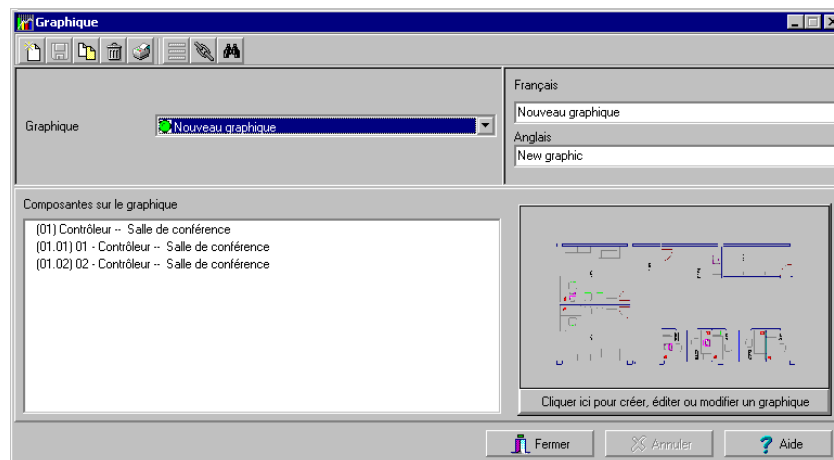 Graphique
Français
Graphique
Nouveau graphique
Nouveau graphique
Anglais
New graphic
Composantes sur le graphique
(01) Contrôleur -- Salle de conférence
(01.01) 01 - Contrôleur -- Salle de conférence
(01.02) 02 - Contrôleur -- Salle de conférence
Cliquer ici pour créer, éditer ou modifier un graphique
Fermer
Annuler
Aide